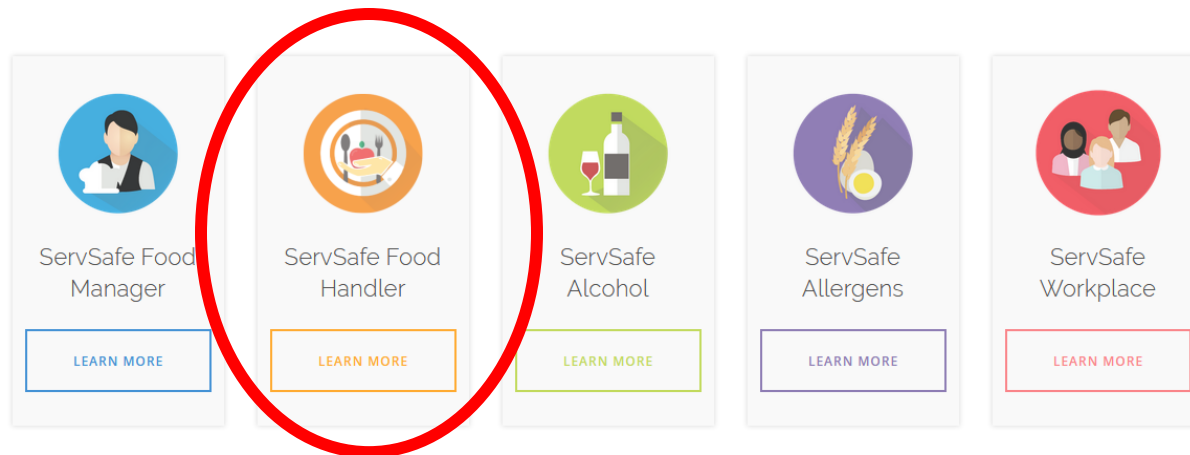 ServSafe Food
Manager
LEARN MORE
ServSafe Food
Handler
LEARN MORE
ServSafe
Alcohol
LEARN MORE
ServSafe
Allergens
LEARN MORE
ServSafe
Workplace
LEARN MORE